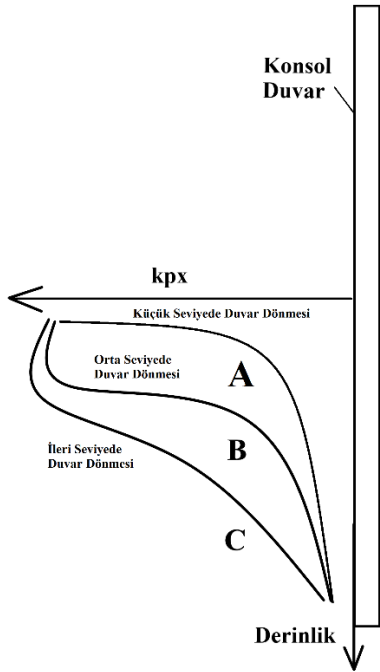 Konsol
Duvar
kpx
Küçük Seviyede Duvar Dönmesi
Orta Seviyede
Duvar Dönmesi
A
B
İleri Seviyede
Duvar Dönmesi
C
Derinlik